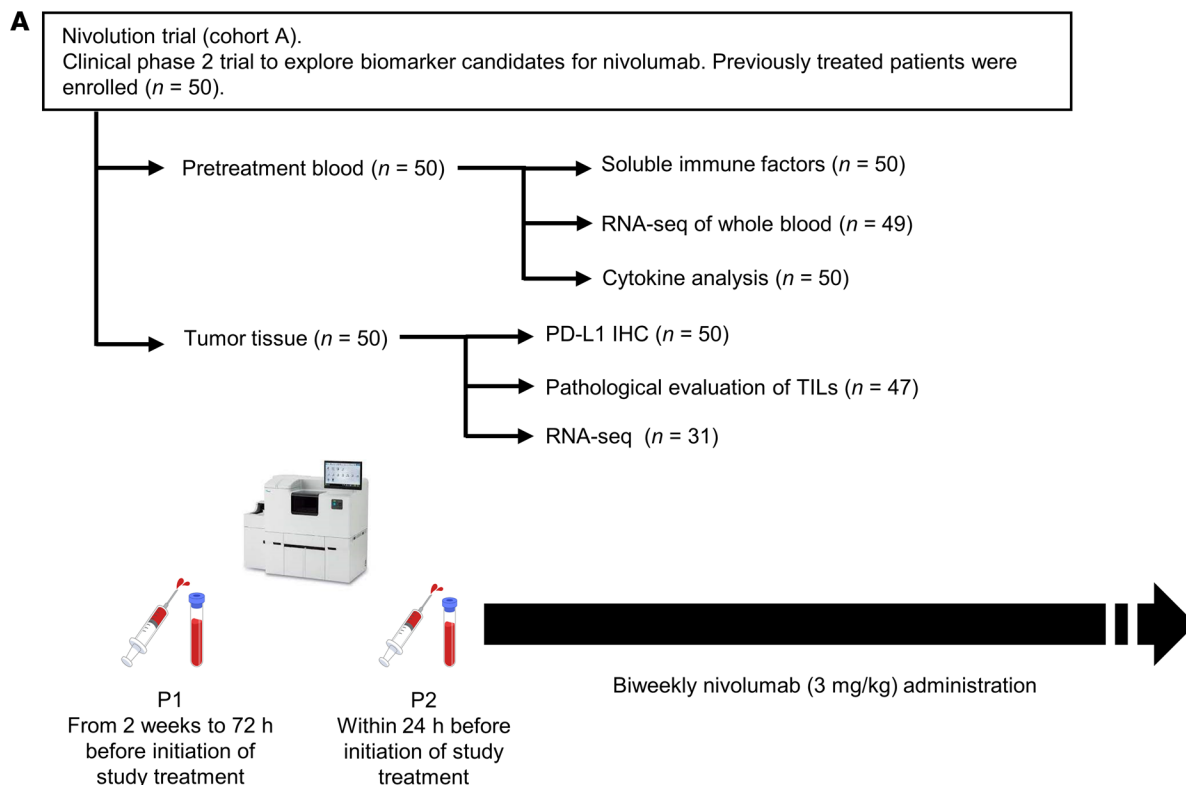 A
Nivolution trial (cohort A).
Clinical phase 2 trial to explore biomarker candidates for nivolumab. Previously treated patients were
enrolled (n = 50).
Pretreatment blood (n = 50)
Soluble immune factors (n = 50)
RNA-seq of whole blood (n = 49)
Cytokine analysis (n = 50)
Tumor tissue (n = 50)
PD-L1 IHC (n = 50)
Pathological evaluation of TILs (n = 47)
RNA-seq (n = 31)
P1
From 2 weeks to 72 h
before initiation of
study treatment
P2
Within 24 h before
initiation of study
treatment
Biweekly nivolumab (3 mg/kg) administration